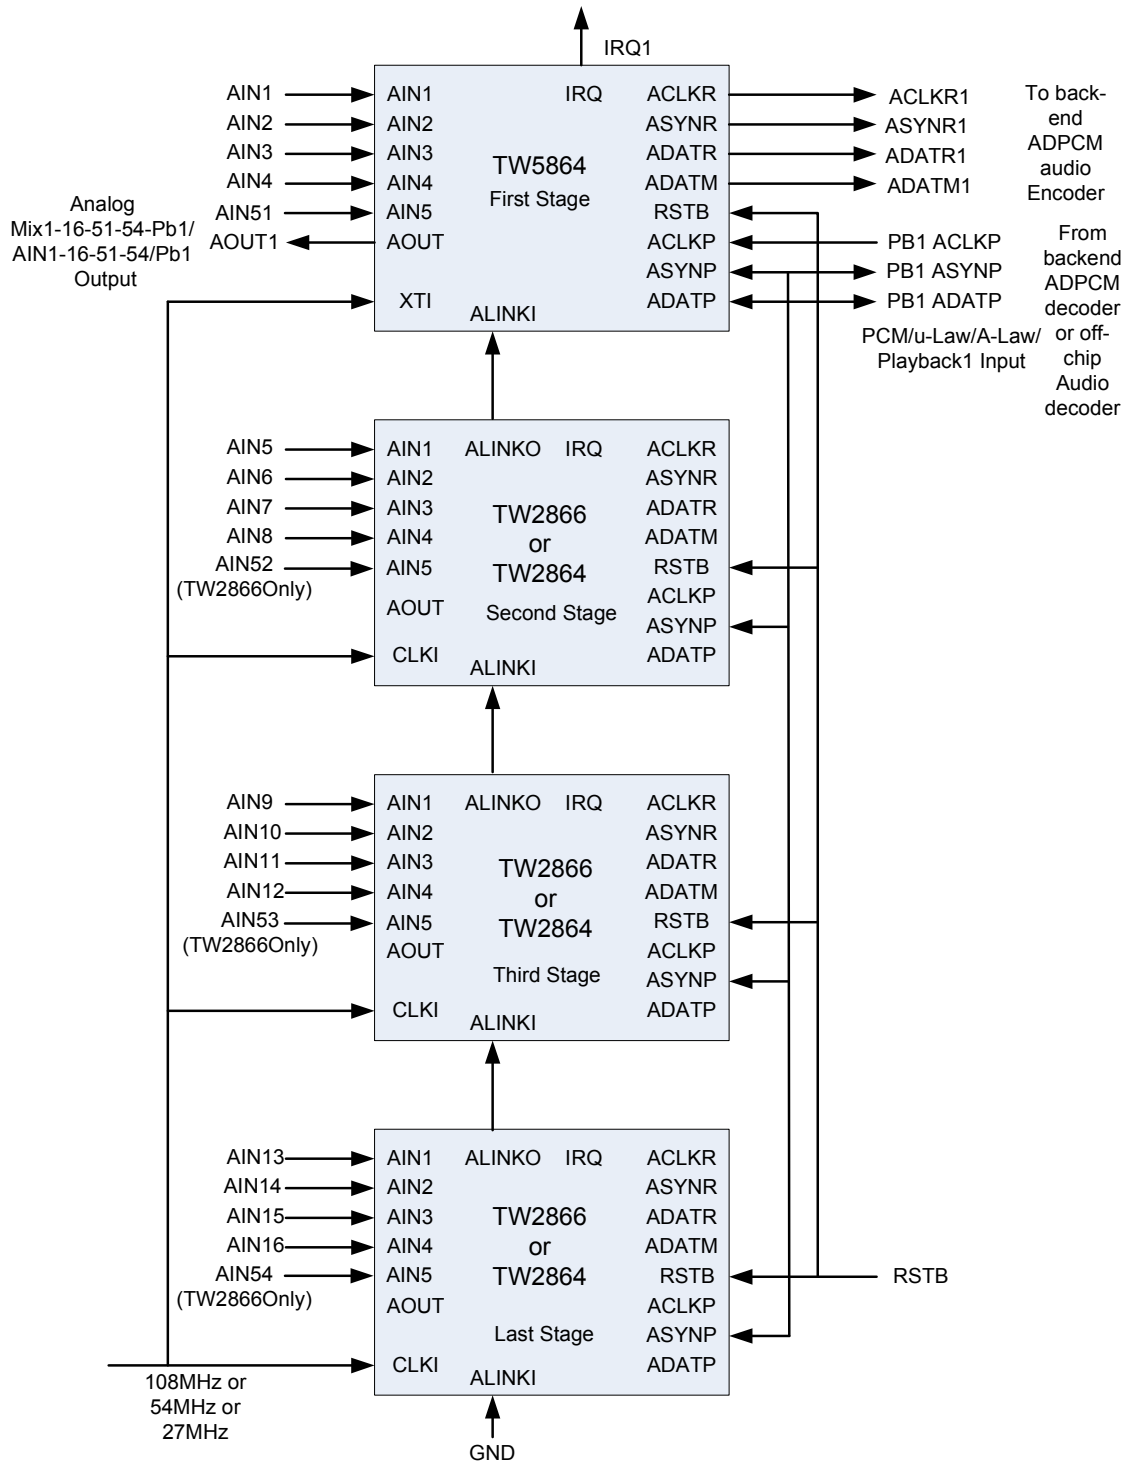 IRQ1
AIN1
AIN2
AIN3
AIN4
AIN51
AOUT1
Analog
Mix1-16-51-54-Pb1/
AIN1-16-51-54/Pb1
Output
AIN1
AIN2
AIN3
AIN4
AIN5
AOUT
XTI
IRQ
TW5864
First Stage
ALINKI
ACLKR
ASYNR
ADATR
ADATM
RSTB
ACLKP
ASYNP
ADATP
ACLKR1
ASYNR1
ADATR1
ADATM1
To back-
end
ADPCM
audio
Encoder
PB1 ACLKP
PB1 ASYNP
PB1 ADATP
PCM/u-Law/A-Law/
Playback1 Input
From
backend
ADPCM
decoder
or off-
chip
Audio
decoder
AIN5
AIN6
AIN7
AIN8
AIN52
(TW2866Only)
AIN1
AIN2
AIN3
AIN4
AIN5
AOUT
CLKI
ALINKO
IRQ
TW2866
or
TW2864
Second Stage
ALINKI
ACLKR
ASYNR
ADATR
ADATM
RSTB
ACLKP
ASYNP
ADATP
AIN9
AIN10
AIN11
AIN12
AIN53
(TW2866Only)
AIN1
AIN2
AIN3
AIN4
AIN5
AOUT
CLKI
ALINKO
IRQ
TW2866
or
TW2864
Third Stage
ALINKI
ACLKR
ASYNR
ADATR
ADATM
RSTB
ACLKP
ASYNP
ADATP
AIN13
AIN14
AIN15
AIN16
AIN54
(TW2866Only)
AIN1
AIN2
AIN3
AIN4
AIN5
AOUT
CLKI
ALINKO
IRQ
TW2866
or
TW2864
Last Stage
ALINKI
ACLKR
ASYNR
ADATR
ADATM
RSTB
ACLKP
ASYNP
ADATP
RSTB
108MHz or
54MHz or
27MHz
GND